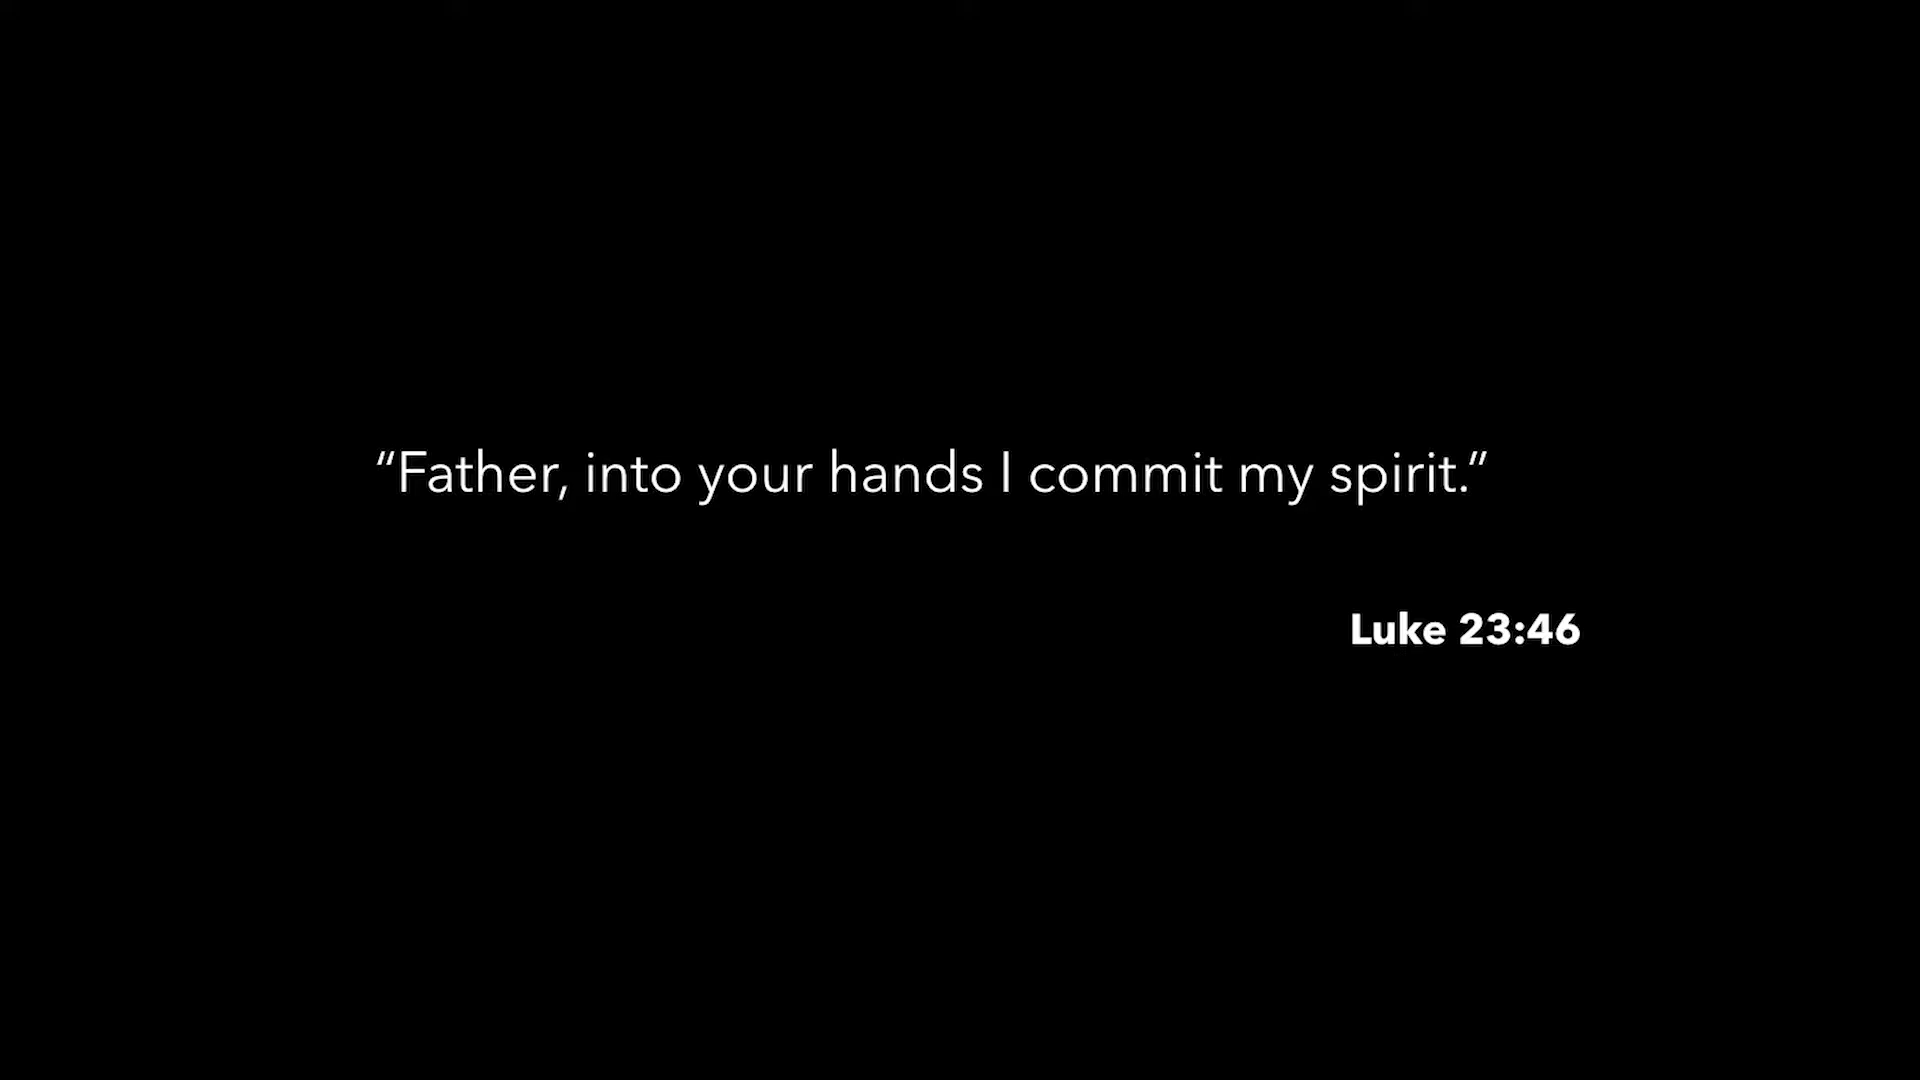 “Father, into your hands I commit my spirit.”
Luke 23:46